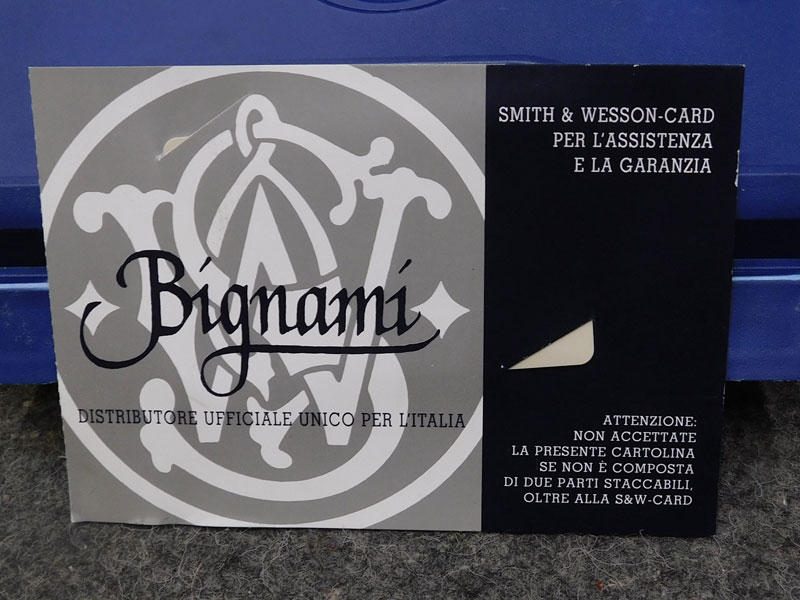 Bignami
DISTRIBUTORE UFFICIALE UNICO PER L'ITALIA
SMITH & WESSON-CARD
PER L'ASSISTENZA
E LA GARANZIA
ATTENZIONE:
NON ACCETTATE
LA PRESENTE CARTOLINA
SE NON È COMPOSTA
DI DUE PARTI STACCABILI,
OLTRE ALLA S&W-CARD